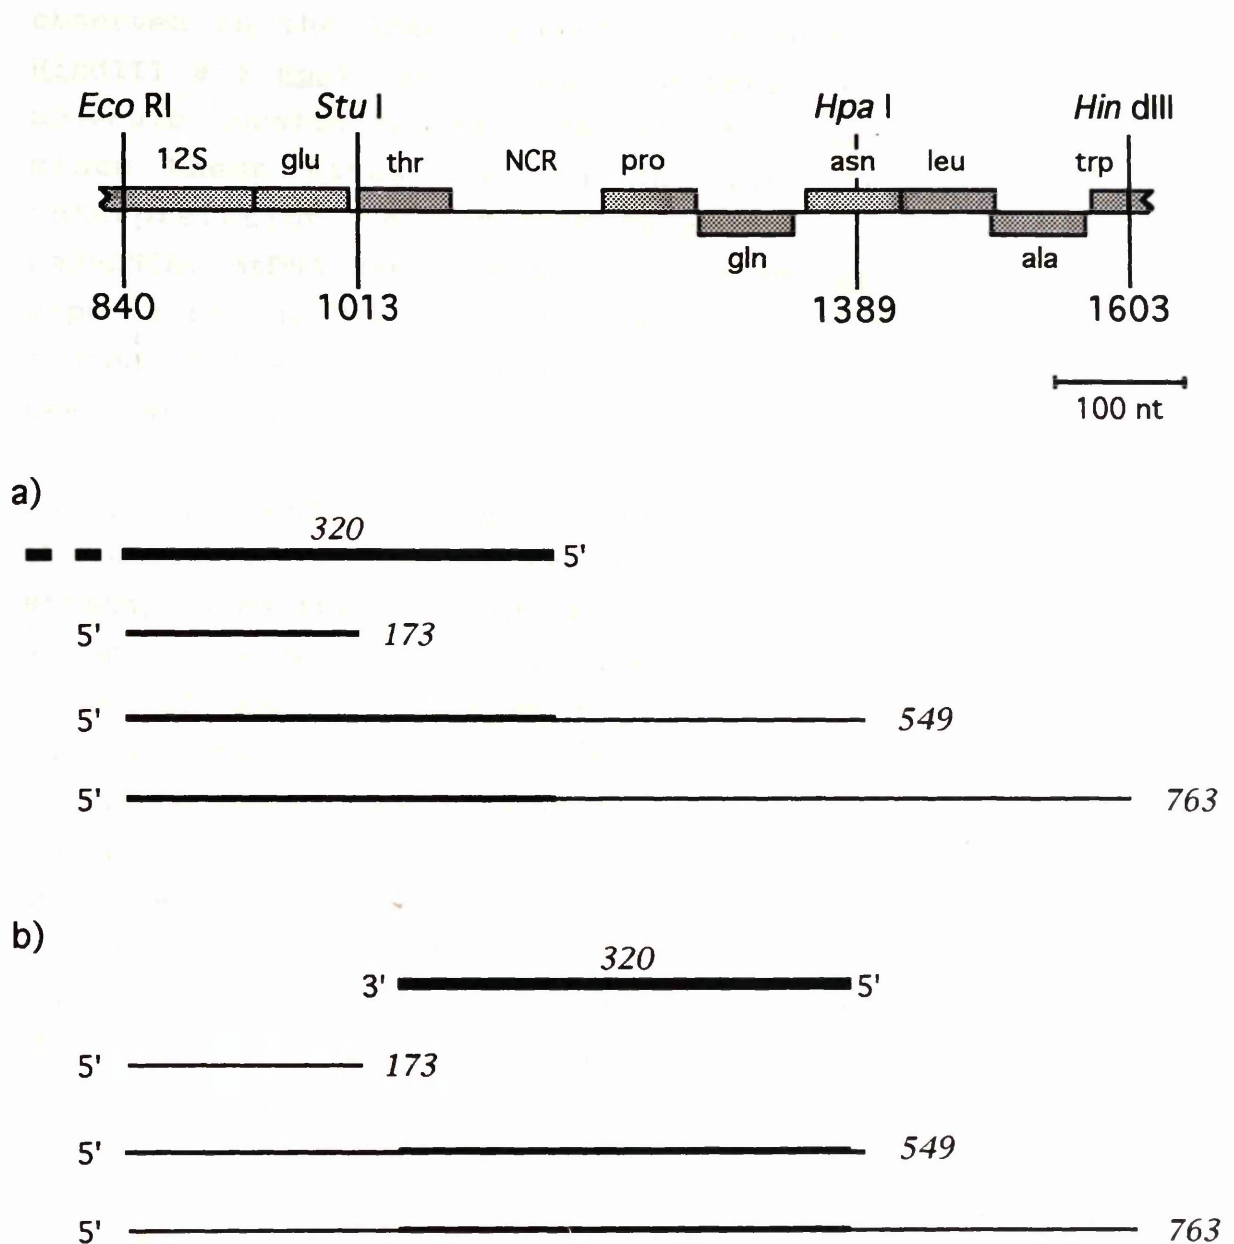 Eco RI Stu I Hpa I Hin dIII
12S glu thr NCR pro asn leu trp
gln ala
840 1013 1389 1603
100 nt
a)
320
5'
5' 173
5' 549
5' 763
b)
320
3' 5'
5' 173
5' 549
5' 763